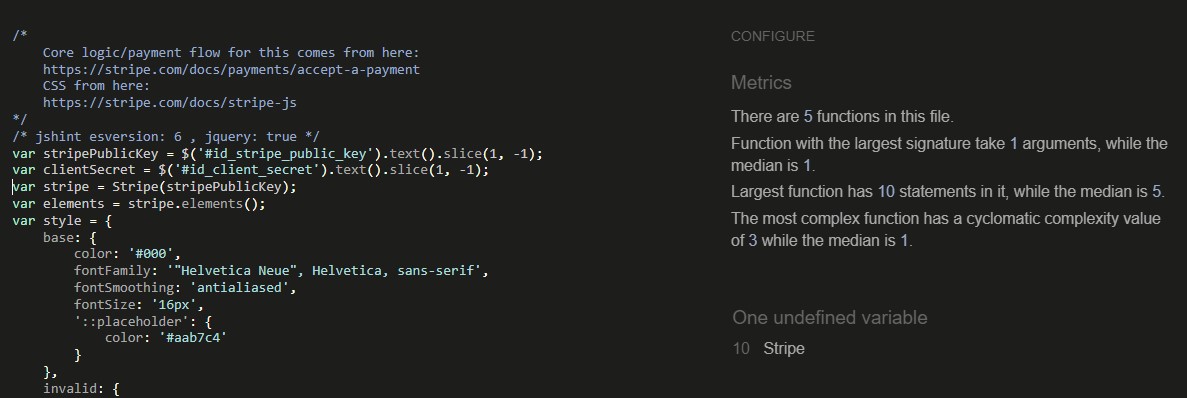 /*
    Core logic/payment flow for this comes from here:
    https://stripe.com/docs/payments/accept-a-payment
    CSS from here:
    https://stripe.com/docs/stripe-js
*/
/* jshint esversion: 6 , jquery: true */
var stripePublicKey = $('#id_stripe_public_key').text().slice(1, -1);
var clientSecret = $('#id_client_secret').text().slice(1, -1);
var stripe = Stripe(stripePublicKey);
var elements = stripe.elements();
var style = {
    base: {
        color: '#000',
        fontFamily: '"Helvetica Neue", Helvetica, sans-serif',
        fontSmoothing: 'antialiased',
        fontSize: '16px',
        '::placeholder': {
            color: '#aab7c4'
        }
    },
    invalid: {
CONFIGURE
Metrics
There are 5 functions in this file.
Function with the largest signature take 1 arguments, while the
median is 1.
Largest function has 10 statements in it, while the median is 5.
The most complex function has a cyclomatic complexity value
of 3 while the median is 1.
One undefined variable
10 Stripe